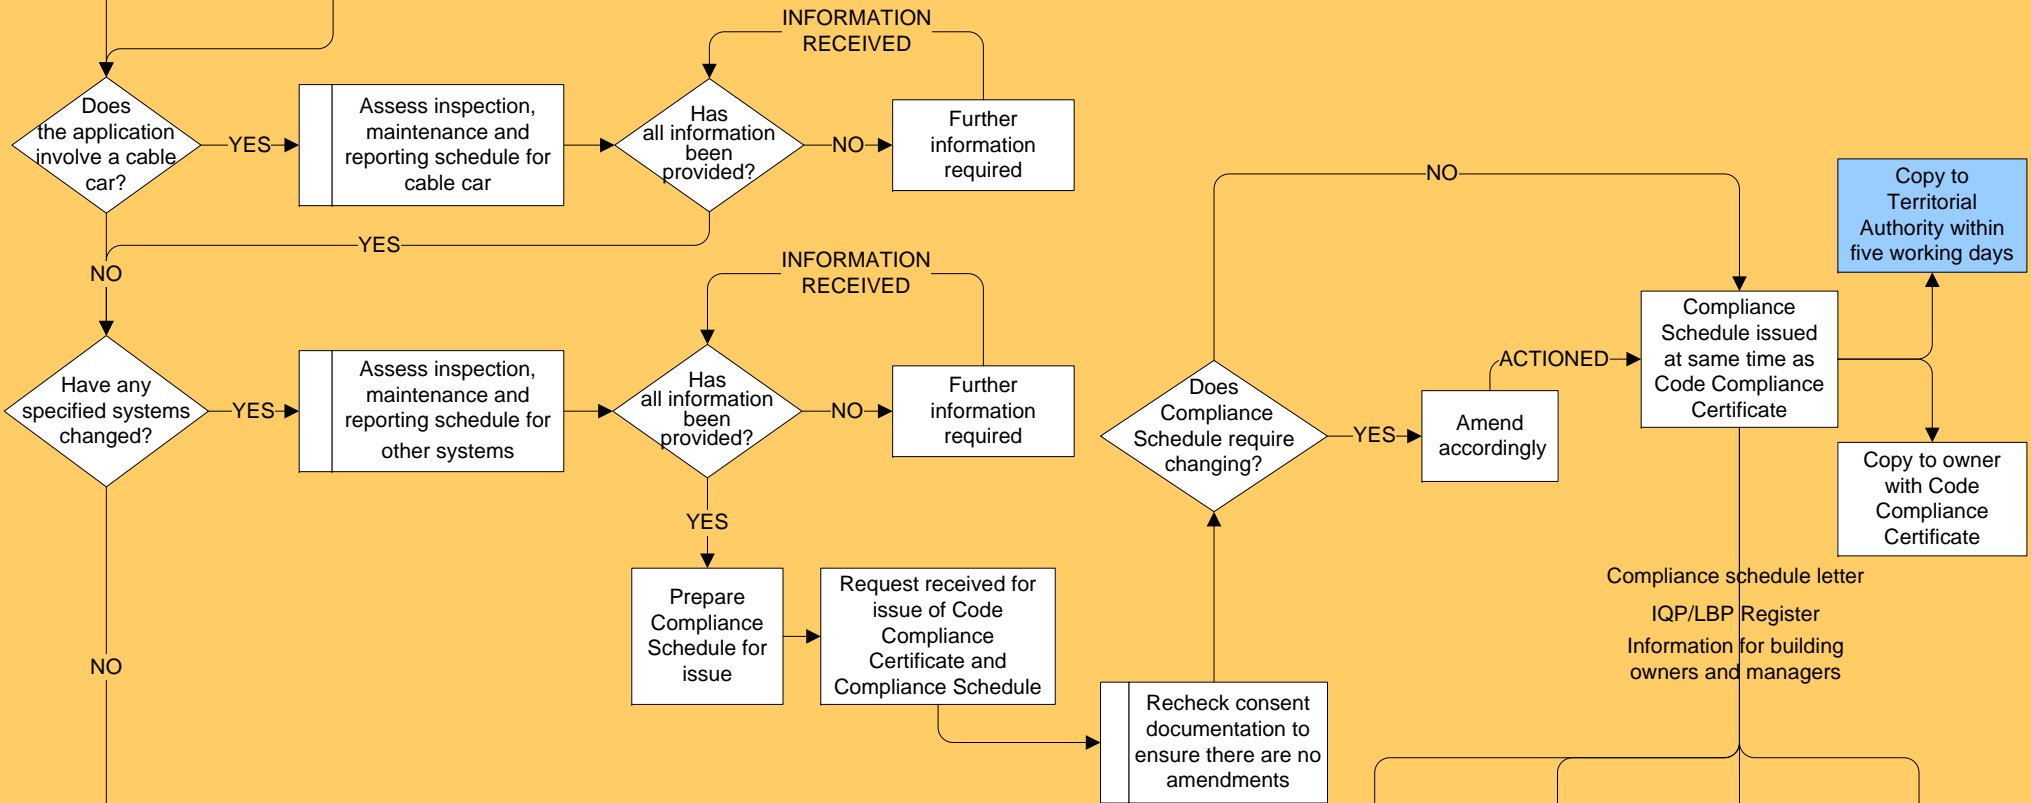 INFORMATION
RECEIVED
Does
the application
involve a cable
car?
YES
Assess inspection,
maintenance and
reporting schedule for
cable car
Has
all information
been
provided?
NO
Further
information
required
YES
NO
INFORMATION
RECEIVED
Have any
specified systems
changed?
YES
Assess inspection,
maintenance and
reporting schedule for
other systems
Has
all information
been
provided?
NO
Further
information
required
YES
NO
Prepare
Compliance
Schedule for
issue
Request received for
issue of Code
Compliance
Certificate and
Compliance Schedule
Recheck consent
documentation to
ensure there are no
amendments
Does
Compliance
Schedule require
changing?
NO
YES
Amend
accordingly
ACTIONED
Compliance
Schedule issued
at same time as
Code Compliance
Certificate
Copy to
Territorial
Authority within
five working days
Copy to owner
with Code
Compliance
Certificate
Compliance schedule letter
IQP/LBP Register
Information for building
owners and managers